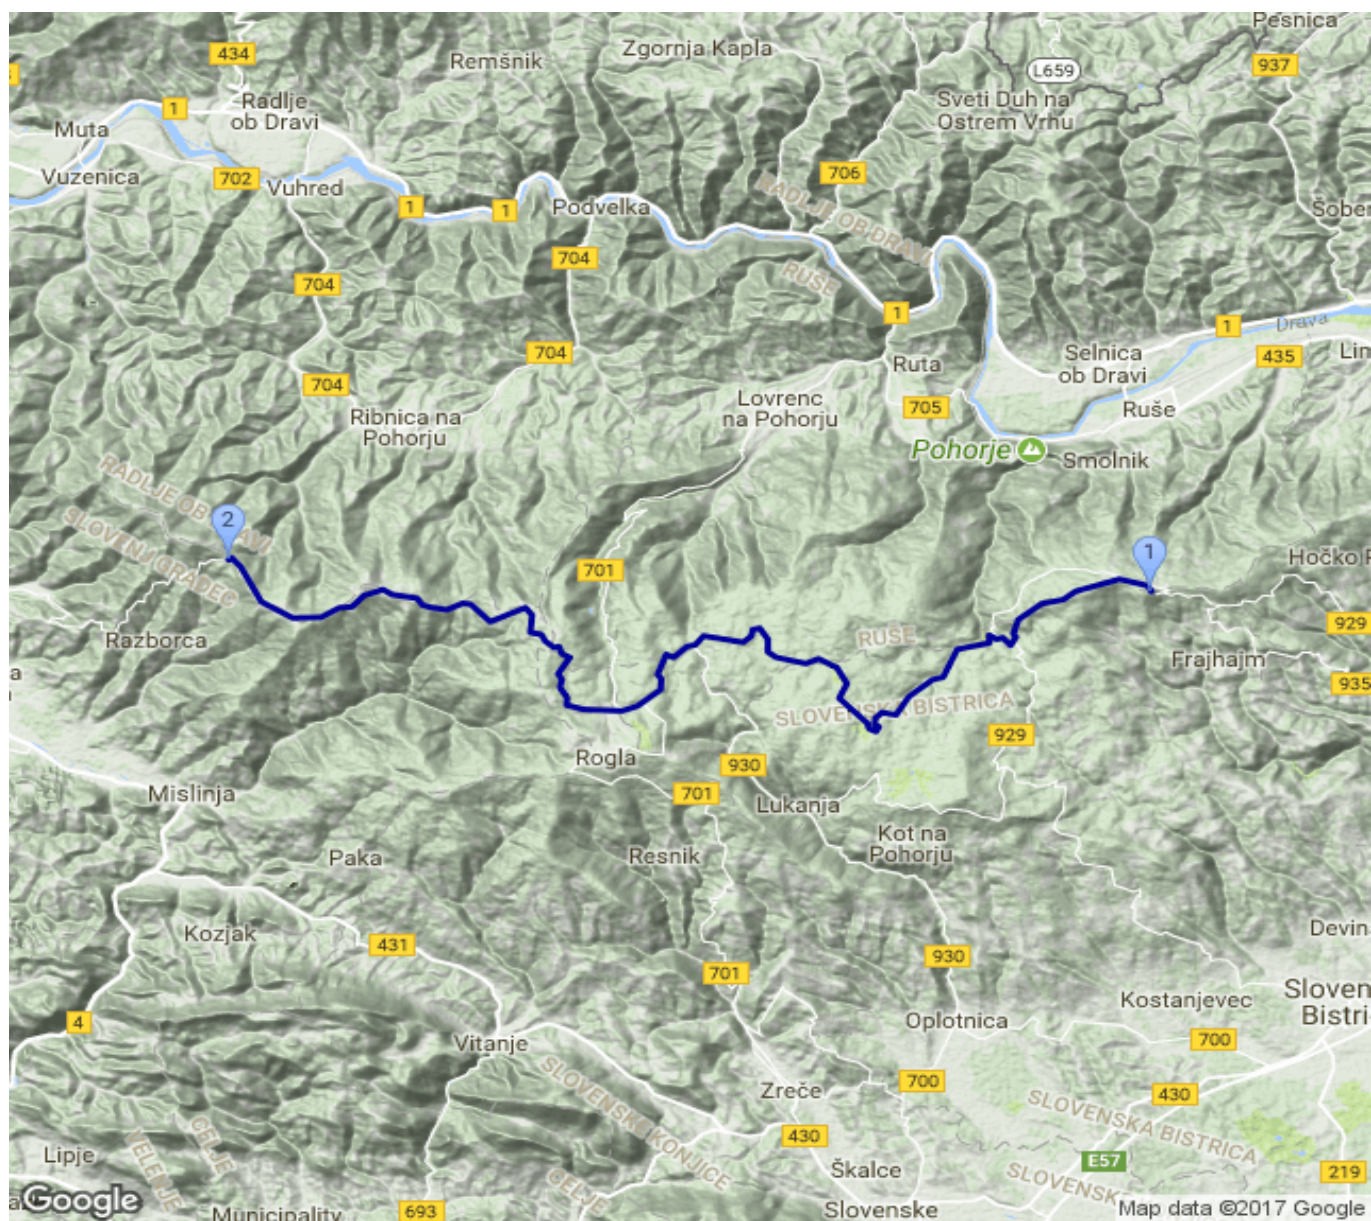 Pesnica
434
Zgornja Kapla
Remšnik
L659
937
Radlje
ob Dravi
1
Sveti Duh na
Ostrem Vrhu
Muta
Vuzenica
702
Vuhred
706
1
1
Podvelka
RADLJE OB DRAVI
Šober
704
704
RUŠE
1
1
Drava
704
Ruta
Selnica
ob Dravi
435
Lim
704
Lovrenc
na Pohorju
705
Ruše
Ribnica na
Pohorju
Pohorje
Smolnik
RADLJE OB DRAVI
SLOVENJ GRADEC
2
1
701
Hočko P
929
Razborca
RUŠE
Frajhajm
935
SLOVENSKA BISTRICA
929
Rogla
930
Mislinja
701
Lukanja
Kot na
Pohorju
Paka
Resnik
Kozjak
431
Devin
930
701
Kostanjevec
Sloven
Bistri
4
Oplotnica
700
Vitanje
Zreče
700
430
SLOVENSKE KONJICE
SLOVENSKA BISTRICA
430
Lipje
VELENJE
CELJE
E57
Škalce
219
CELJE
Google
Municipality
693
Slovenske
Map data ©2017 Google